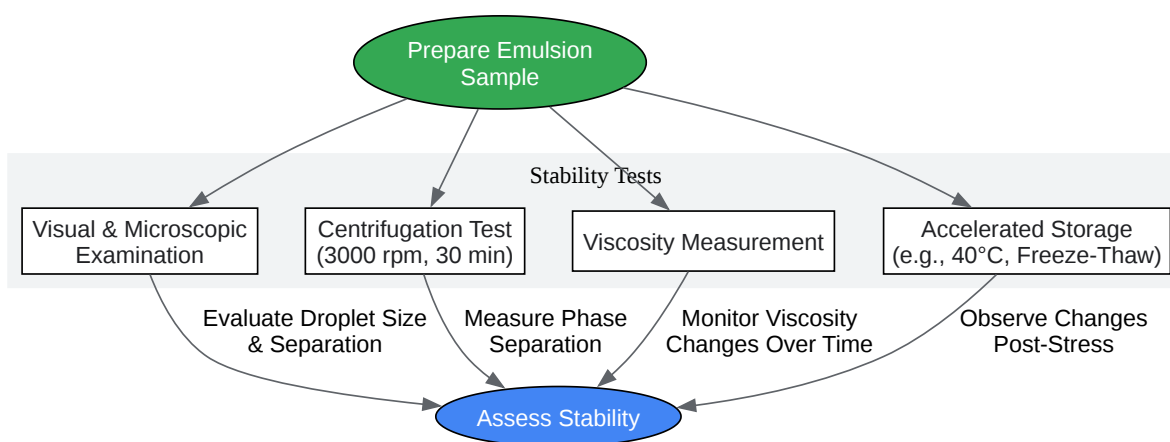 Prepare Emulsion
Sample
Stability Tests
Visual & Microscopic
Examination
Centrifugation Test
(3000 rpm, 30 min)
Viscosity Measurement
Accelerated Storage
(e.g., 40°C, Freeze-Thaw)
Evaluate Droplet Size
& Separation
Measure Phase
Separation
Monitor Viscosity
Changes Over Time
Observe Changes
Post-Stress
Assess Stability